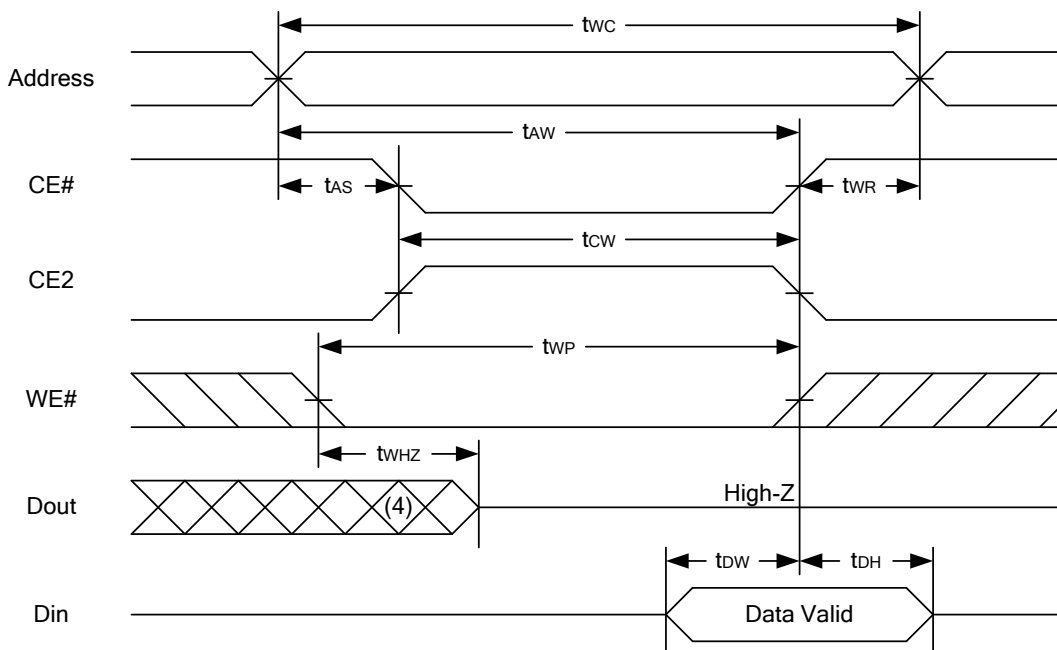 tWC
Address
tAW
CE#
tAS
tWR
tCW
CE2
tWP
WE#
tWHZ
Dout
(4)
High-Z
tDW
tDH
Din
Data Valid